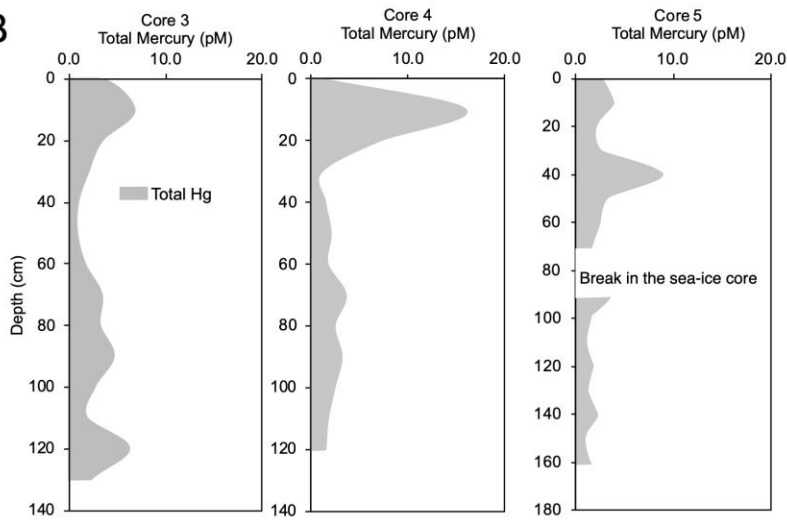 B
Core 3
Total Mercury (pM)
0.0 10.0 20.0
0
20
40
60
80
100
120
140
Depth (cm)
Total Hg
Core 4
Total Mercury (pM)
0.0 10.0 20.0
0
20
40
60
80
100
120
140
Core 5
Total Mercury (pM)
0.0 10.0 20.0
0
20
40
60
80
100
120
140
160
180
Break in the sea-ice core